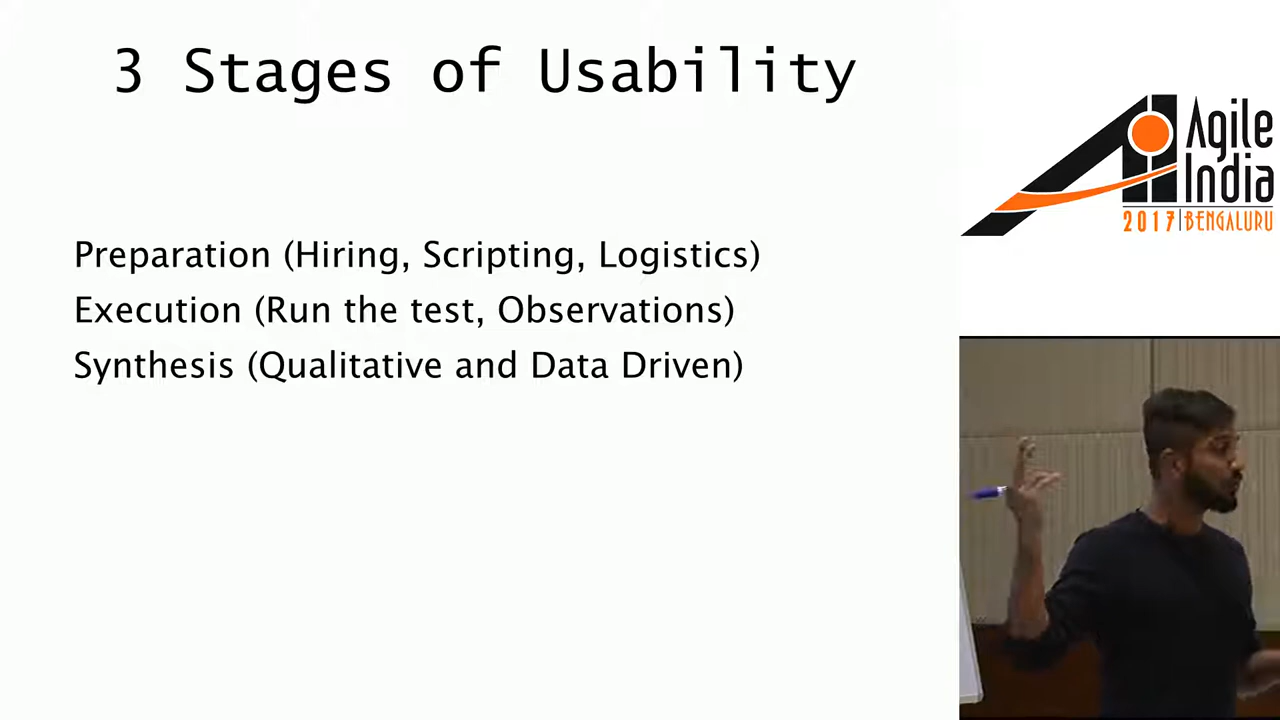 3 Stages of Usability
Preparation (Hiring, Scripting, Logistics)
Execution (Run the test, Observations)
Synthesis (Qualitative and Data Driven)
Agile
India
2017 | BENGALURU